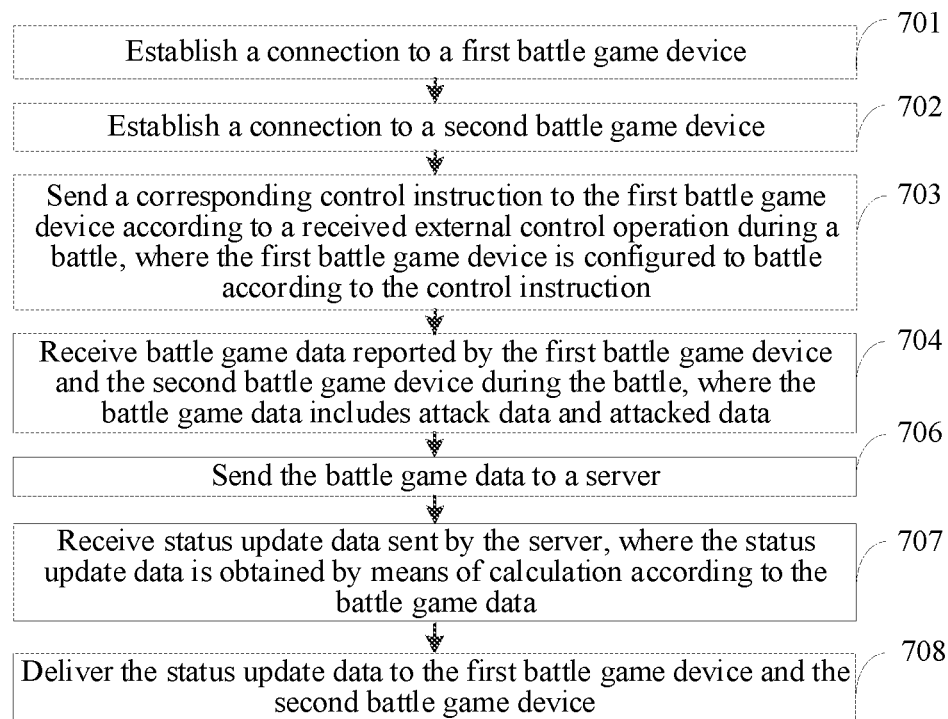 701
Establish a connection to a first battle game device
702
Establish a connection to a second battle game device
703
Send a corresponding control instruction to the first battle game
device according to a received external control operation during a
battle, where the first battle game device is configured to battle
according to the control instruction
704
Receive battle game data reported by the first battle game device
and the second battle game device during the battle, where the
battle game data includes attack data and attacked data
706
Send the battle game data to a server
707
Receive status update data sent by the server, where the status
update data is obtained by means of calculation according to the
battle game data
708
Deliver the status update data to the first battle game device and the
second battle game device